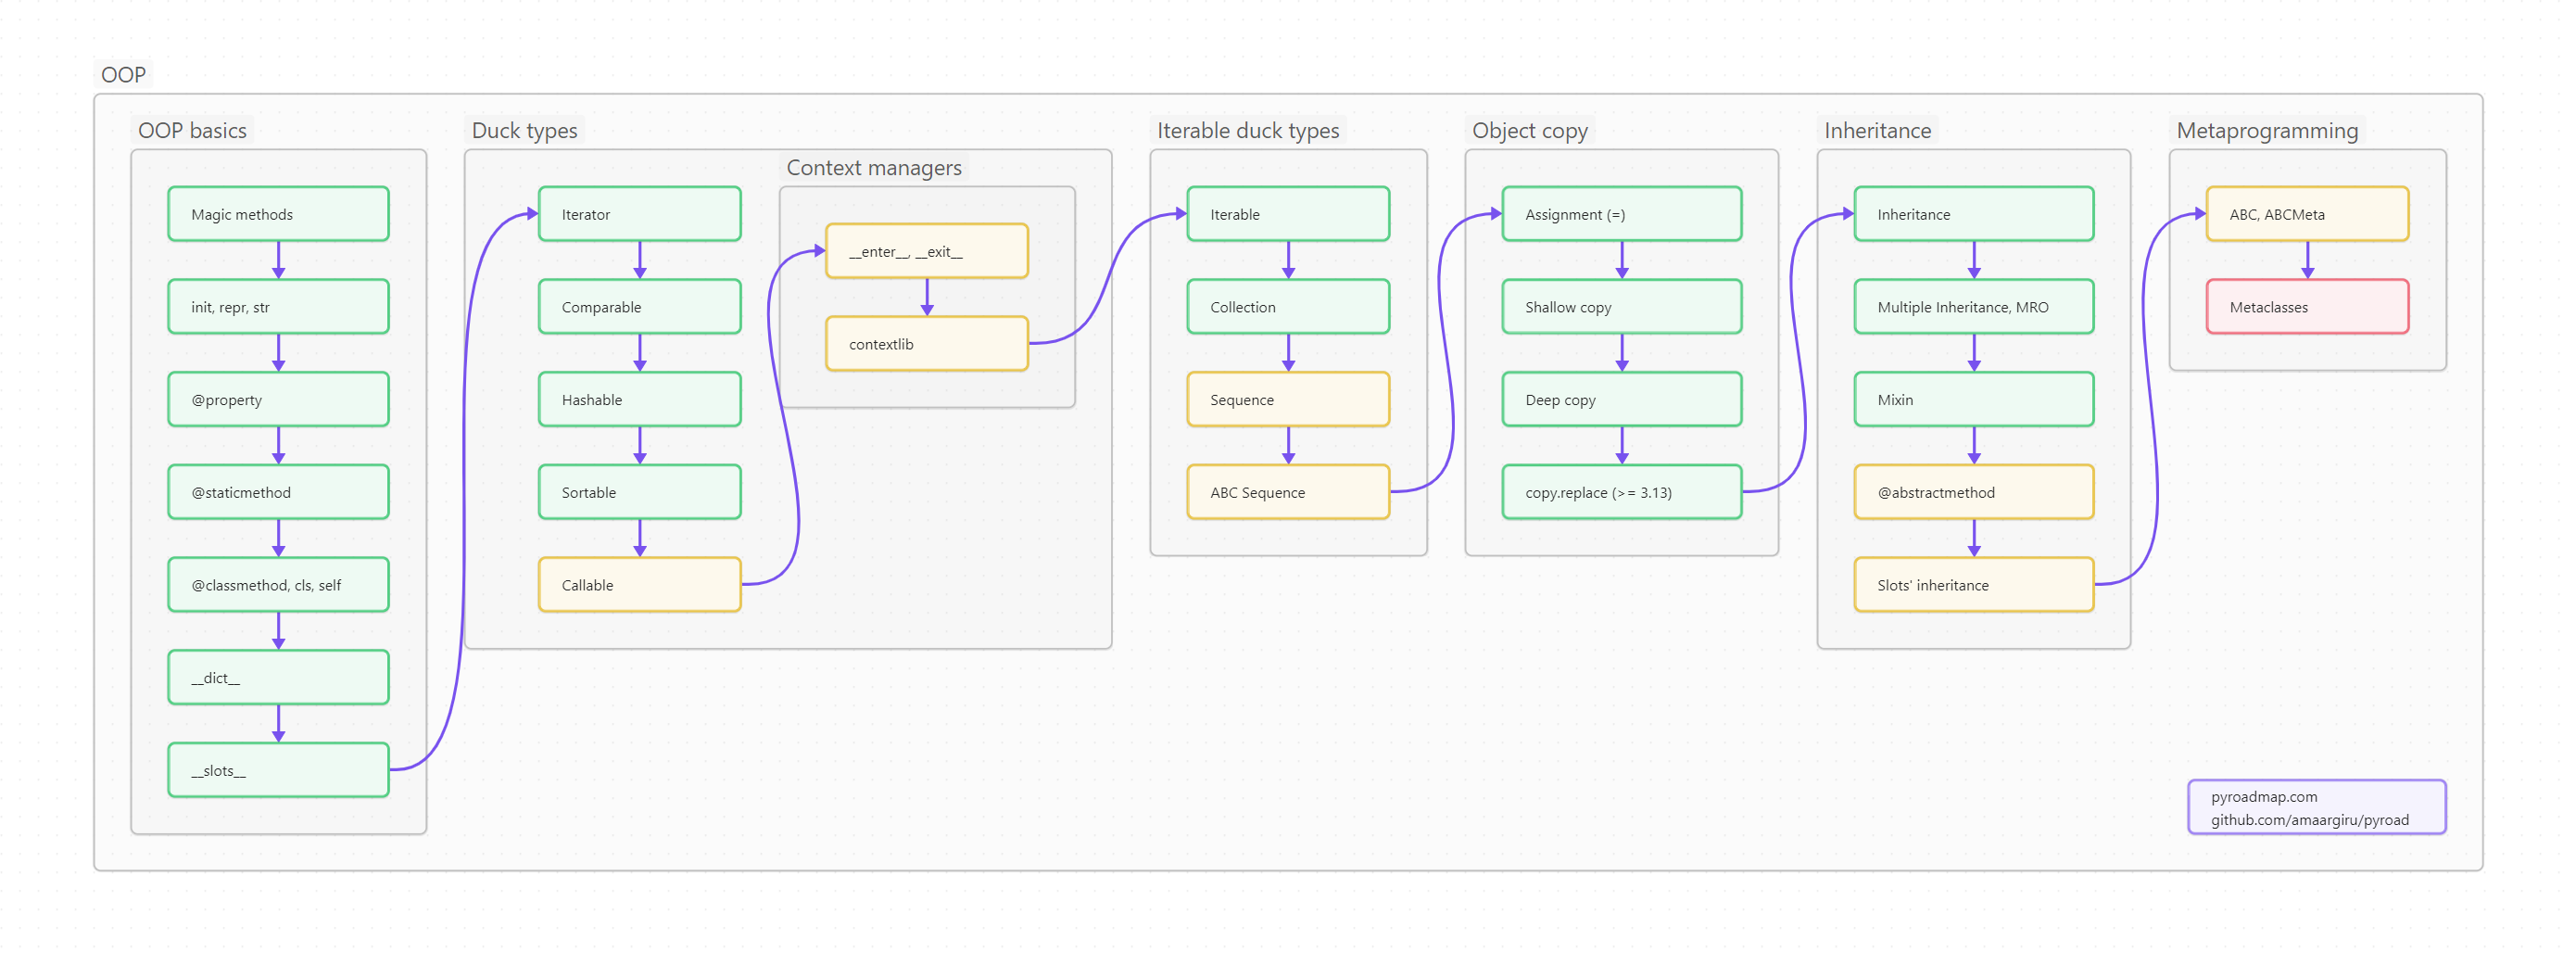 OOP
OOP basics
Magic methods
init, repr, str
@property
@staticmethod
@classmethod, cls, self
__dict__
__slots__
Duck types
Iterator
Comparable
Hashable
Sortable
Callable
Context managers
__enter__, __exit__
contextlib
Iterable duck types
Iterable
Collection
Sequence
ABC Sequence
Object copy
Assignment (=)
Shallow copy
Deep copy
copy.replace (>= 3.13)
Inheritance
Inheritance
Multiple Inheritance, MRO
Mixin
@abstractmethod
Slots' inheritance
Metaprogramming
ABC, ABCMeta
Metaclasses
pyroadmap.com
github.com/amaargiru/pyroad